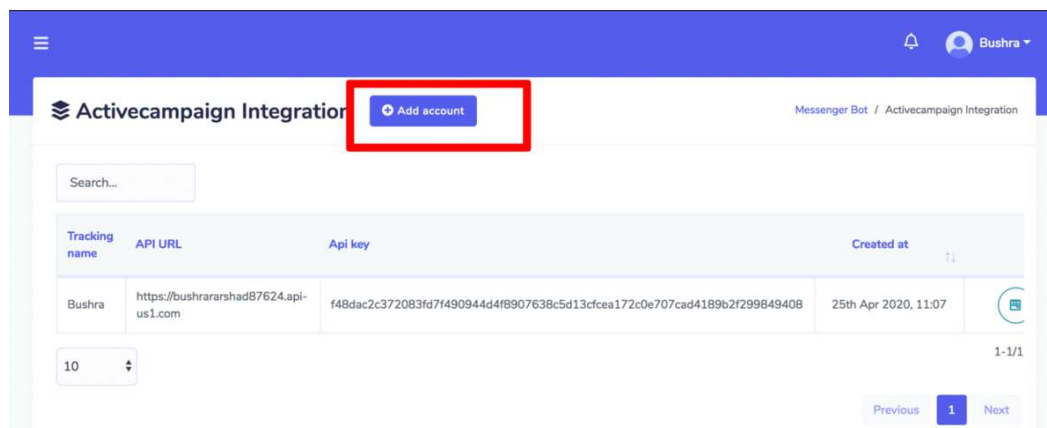 Bushra
Activecampaign Integration
Add account
Messenger Bot / Activecampaign Integration
Search...
Tracking name
API URL
Api key
Created at
Bushra
https://bushrararshad87624.api-
us1.com
f48dac2c372083fd7f490944d4f8907638c5d13cfcea172c0e707cad4189b2f299849408
25th Apr 2020, 11:07
10
1-1/1
Previous 1 Next